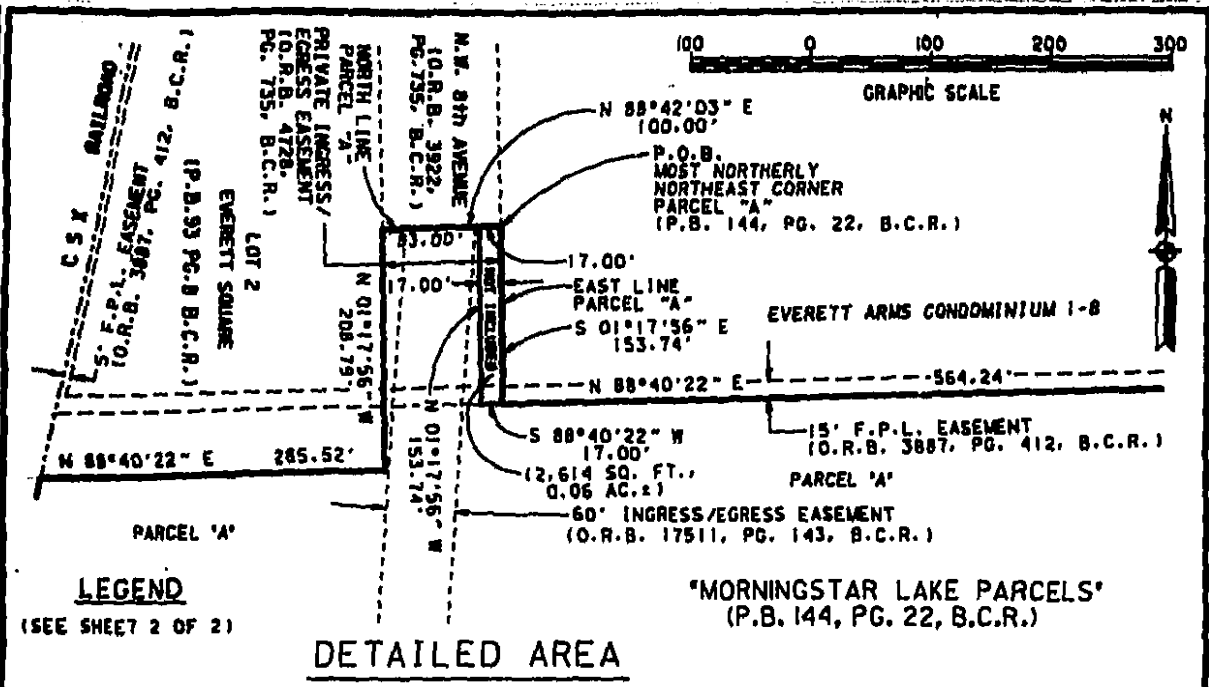 100 0 100 200 300
GRAPHIC SCALE
N
C S X RAILROAD
5' F.P.L. EASEMENT
(O.R.B. 3887, PG. 412, B.C.R.)
LOT 2
EVERETT SQUARE
(P.B.93 PG.8 B.C.R.)
PRIVATE INGRESS/
EGRESS EASEMENT
(O.R.B. 4728,
PG. 735, B.C.R.)
NORTH LINE
PARCEL "A"
N.W. 8th AVENUE
(O.R.B. 3922,
PG. 735, B.C.R.)
N 88°42'03" E
100.00'
P.O.B.
MOST NORTHERLY
NORTHEAST CORNER
PARCEL "A"
(P.B. 144, PG. 22, B.C.R.)
83.00'
17.00'
17.00'
NOT INCLUDED
EAST LINE
PARCEL "A"
S 01°17'56" E
153.74'
N 01°17'56" W
208.79'
N 01°17'56" W
153.74'
EVERETT ARMS CONDOMINIUM 1-8
N 88°40'22" E 564.24'
S 88°40'22" W
17.00'
(2,614 SQ. FT.,
0.06 AC.±)
15' F.P.L. EASEMENT
(O.R.B. 3887, PG. 412, B.C.R.)
PARCEL 'A'
N 88°40'22" E 285.52'
60' INGRESS/EGRESS EASEMENT
(O.R.B. 17511, PG. 143, B.C.R.)
PARCEL 'A'
LEGEND
(SEE SHEET 2 OF 2)
"MORNINGSTAR LAKE PARCELS"
(P.B. 144, PG. 22, B.C.R.)
DETAILED AREA